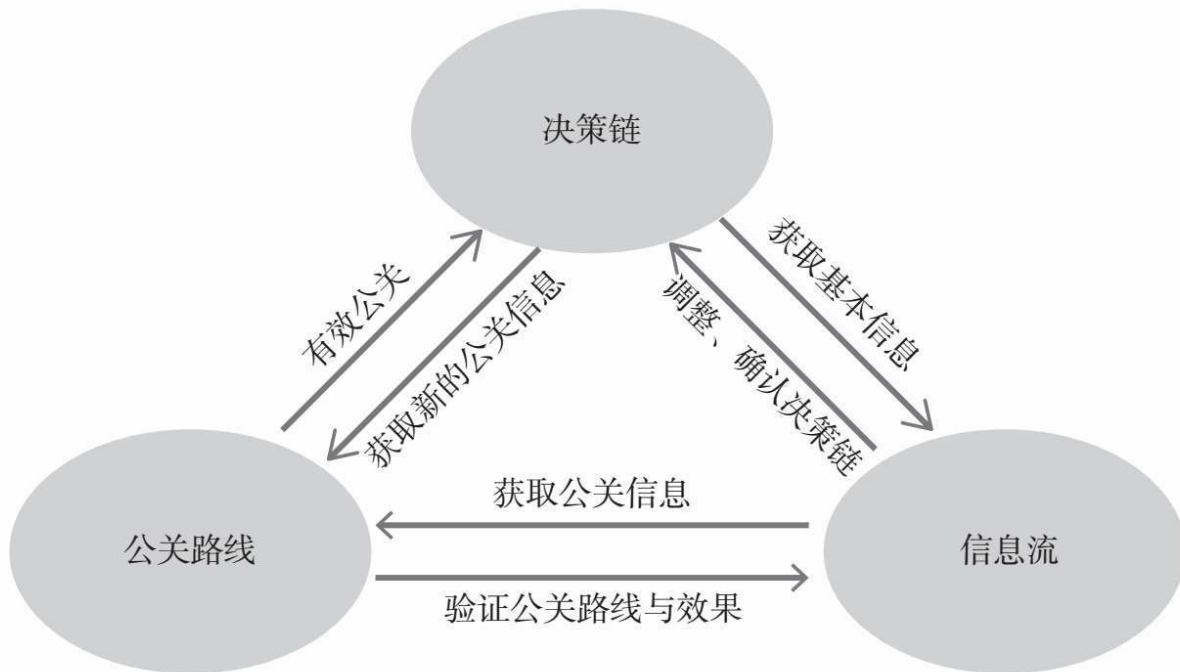 决策链
有效公关
获取新的公关信息
调整、确认决策链
获取基本信息
获取公关信息
公关路线
信息流
验证公关路线与效果